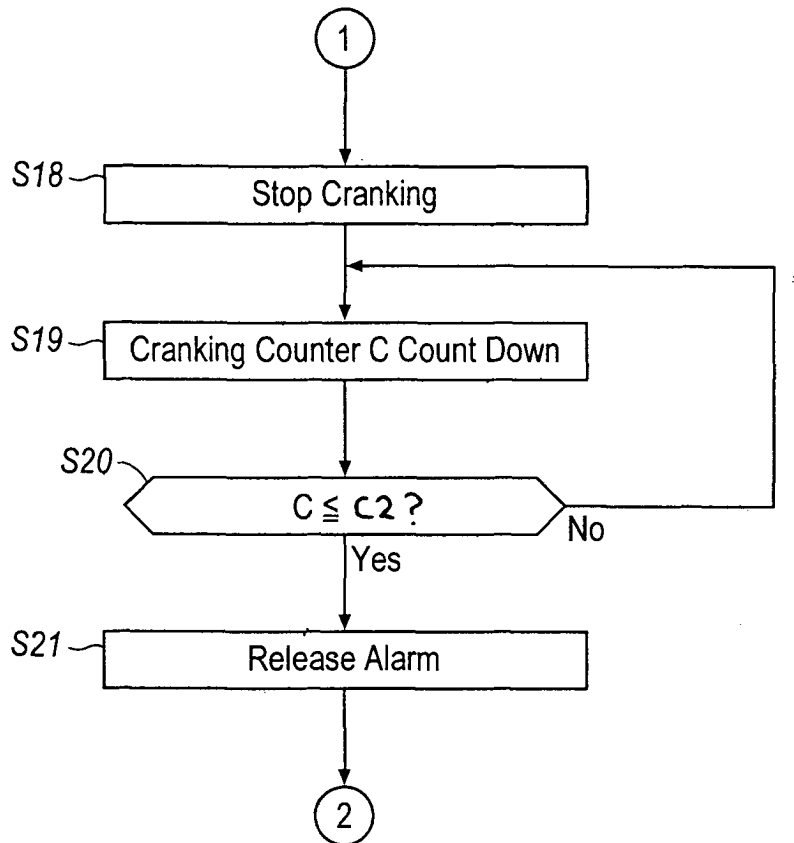 1
S18
Stop Cranking
S19
Cranking Counter C Count Down
S20
C ≦ C2 ?
No
Yes
S21
Release Alarm
2